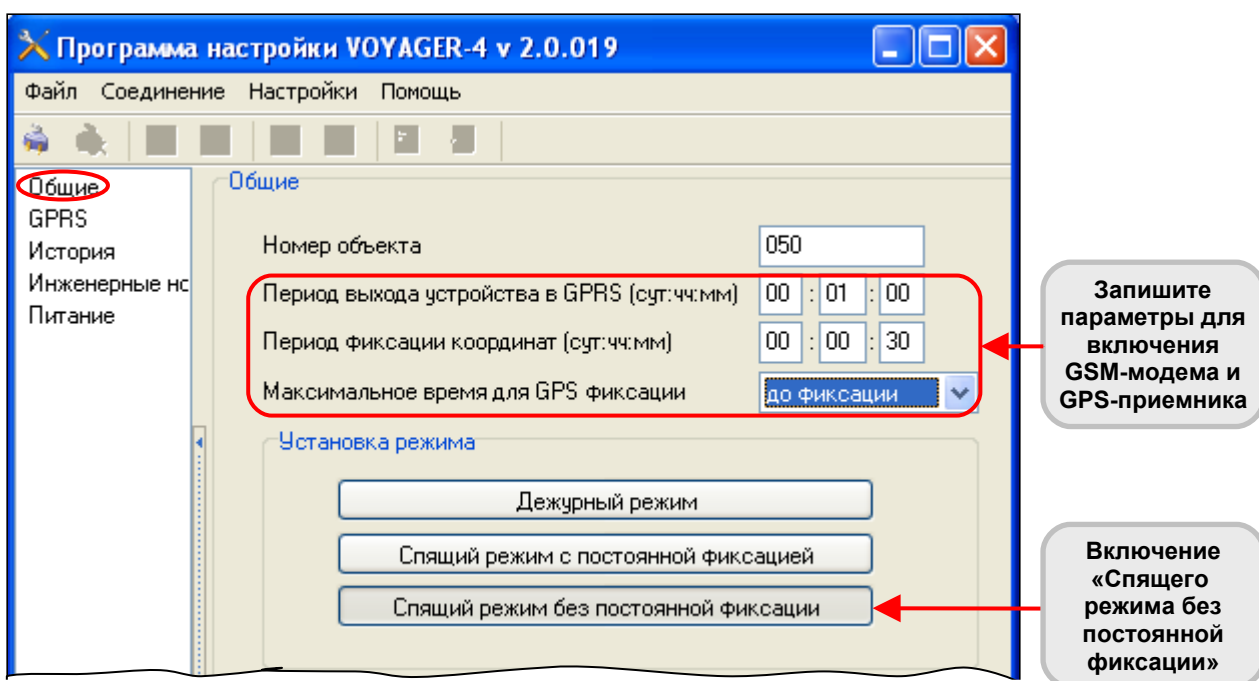 Программа настройки VOYAGER-4 v 2.0.019
Файл Соединение Настройки Помощь
Общие
GPRS
История
Инженерные но
Питание
Общие
Номер объекта 050
Период выхода устройства в GPRS (сут:чч:мм) 00 : 01 : 00
Период фиксации координат (сут:чч:мм) 00 : 00 : 30
Максимальное время для GPS фиксации до фиксации
Установка режима
Дежурный режим
Спящий режим с постоянной фиксацией
Спящий режим без постоянной фиксации
Запишите
параметры для
включения
GSM-модема и
GPS-приемника
Включение
«Спящего
режима без
постоянной
фиксации»